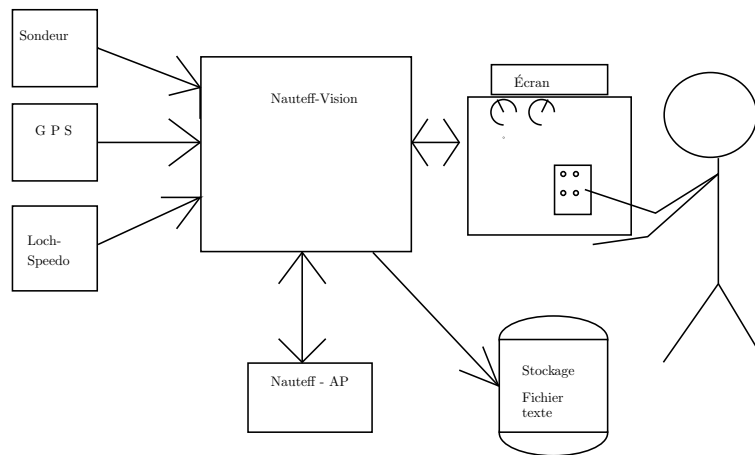 Sondeur
Écran
Nauteff-Vision
G P S
Loch-
Speedo
Nauteff - AP
Stockage
Fichier
texte